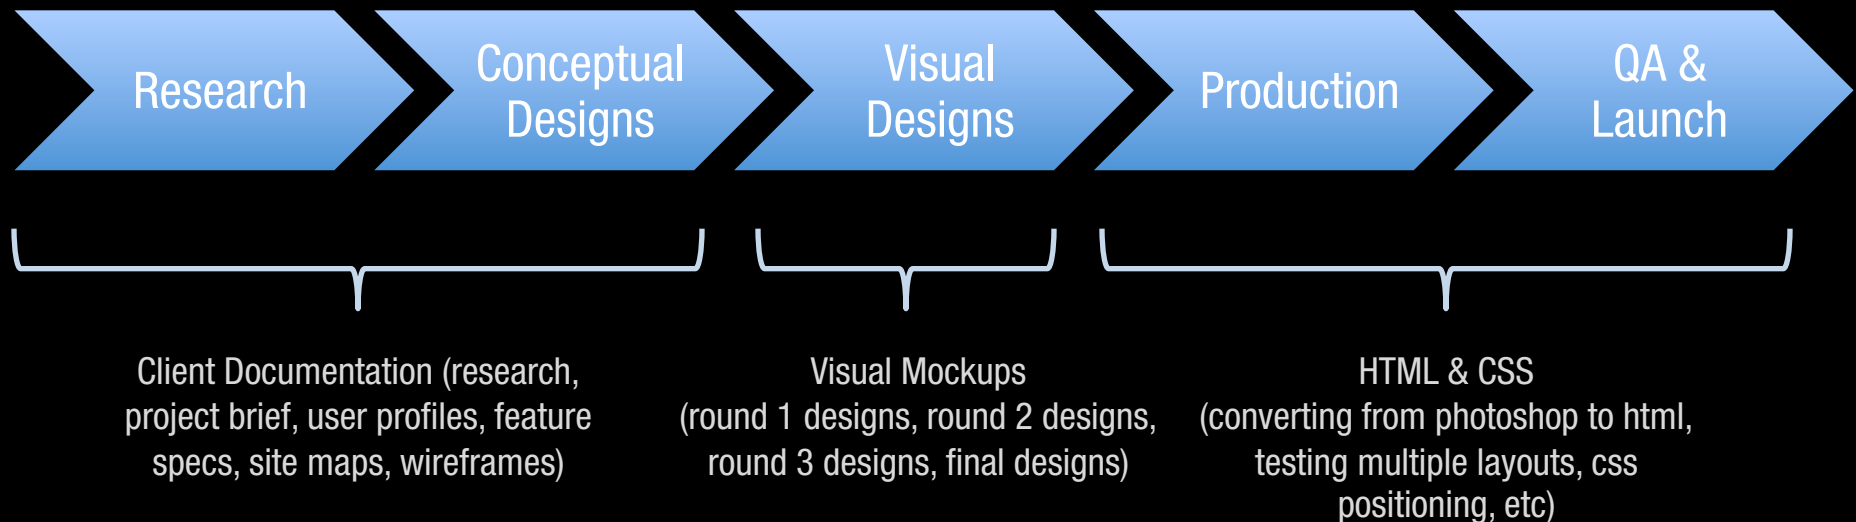 Research
Conceptual
Designs
Visual
Designs
Production
QA &
Launch
Client Documentation (research,
project brief, user profiles, feature
specs, site maps, wireframes)
Visual Mockups
(round 1 designs, round 2 designs,
round 3 designs, final designs)
HTML & CSS
(converting from photoshop to html,
testing multiple layouts, css
positioning, etc)